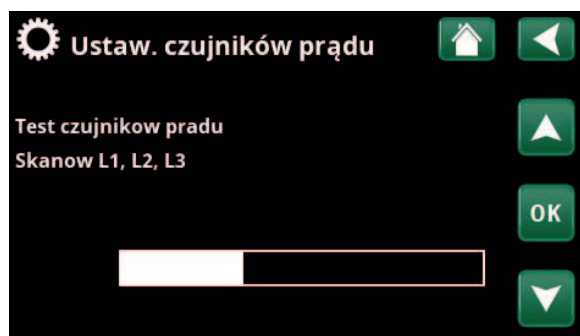 Ustaw. czujników prądu
Test czujnikow pradu
Skanow L1, L2, L3
OK